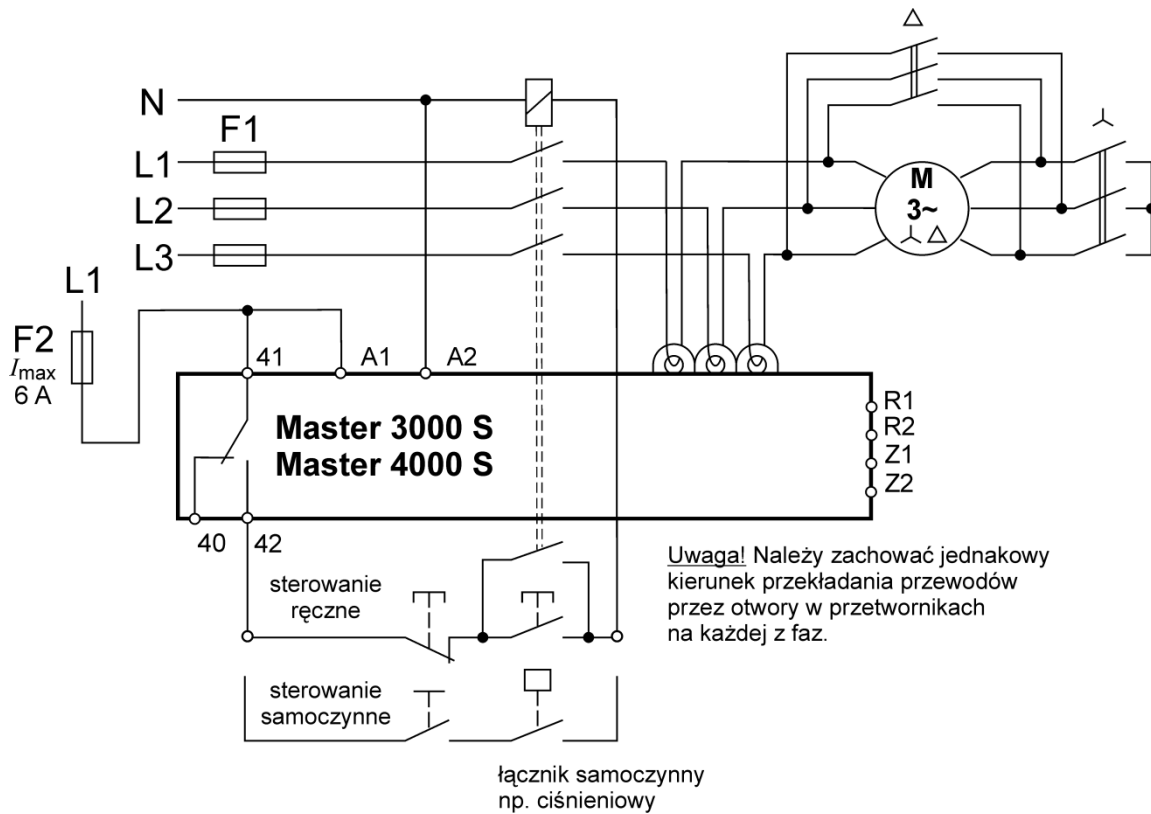 N
F1
L1
L2
L3
L1
F2
Imax
6 A
M
3~
41
A1
A2
Master 3000 S
Master 4000 S
R1
R2
Z1
Z2
40
42
sterowanie
ręczne
sterowanie
samoczynne
łącznik samoczynny
np. ciśnieniowy
Uwaga! Należy zachować jednakowy
kierunek przekładania przewodów
przez otwory w przetwornikach
na każdej z faz.